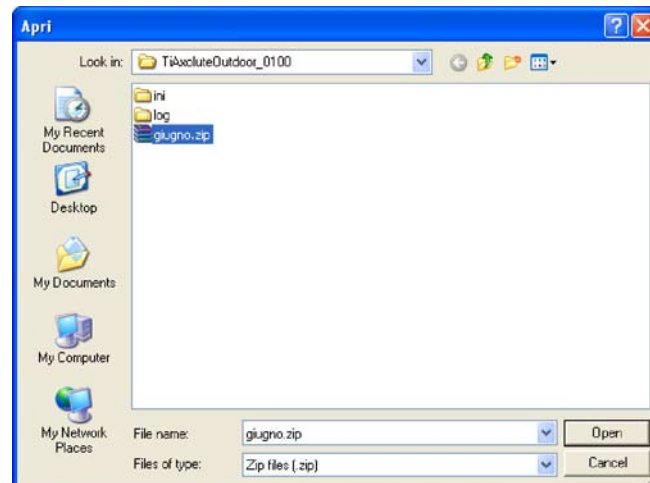 Apri
Look in: TiAxoluteOutdoor_0100
ini
log
giugno.zip
My Recent
Documents
Desktop
My Documents
My Computer
My Network
Places
File name: giugno.zip Open
Files of type: Zip files (.zip) Cancel